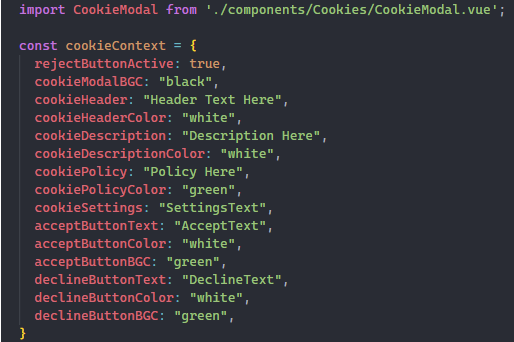 import CookieModal from './components/Cookies/CookieModal.vue';
const cookieContext = {
rejectButtonActive: true,
cookieModalBGC: "black",
cookieHeader: "Header Text Here",
cookieHeaderColor: "white",
cookieDescription: "Description Here",
cookieDescriptionColor: "white",
cookiePolicy: "Policy Here",
cookiePolicyColor: "green",
cookieSettings: "SettingsText",
acceptButtonText: "AcceptText",
acceptButtonColor: "white",
acceptButtonBGC: "green",
declineButtonText: "DeclineText",
declineButtonColor: "white",
declineButtonBGC: "green",
}